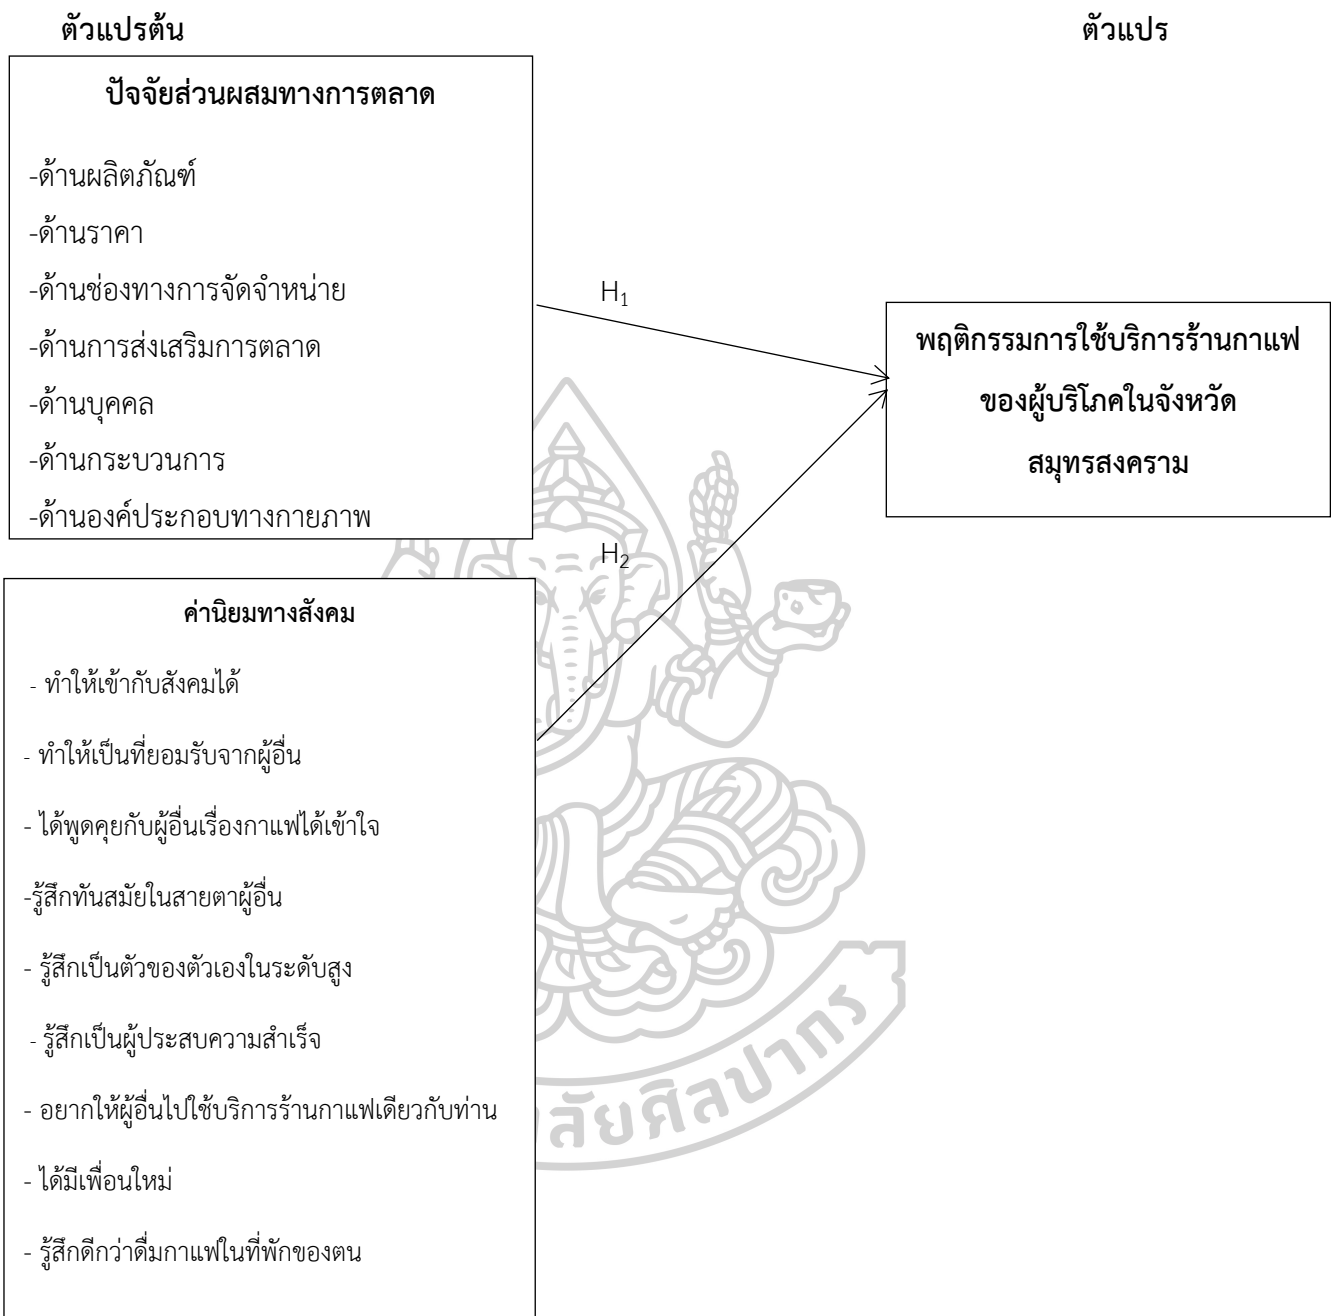 ตัวแปรต้น
ตัวแปร
ปัจจัยส่วนผสมทางการตลาด
-ด้านผลิตภัณฑ์
-ด้านราคา
-ด้านช่องทางการจัดจำหน่าย
-ด้านการส่งเสริมการตลาด
-ด้านบุคคล
-ด้านกระบวนการ
-ด้านองค์ประกอบทางกายภาพ
H₁
พฤติกรรมการใช้บริการร้านกาแฟ
ของผู้บริโภคในจังหวัด
สมุทรสงคราม
H₂
ค่านิยมทางสังคม
- ทำให้เข้ากับสังคมได้
- ทำให้เป็นที่ยอมรับจากผู้อื่น
- ได้พูดคุยกับผู้อื่นเรื่องกาแฟได้เข้าใจ
-รู้สึกทันสมัยในสายตาผู้อื่น
- รู้สึกเป็นตัวของตัวเองในระดับสูง
- รู้สึกเป็นผู้ประสบความสำเร็จ
- อยากให้ผู้อื่นไปใช้บริการร้านกาแฟเดียวกับท่าน
- ได้มีเพื่อนใหม่
- รู้สึกดีกว่าดื่มกาแฟในที่พักของตน
ลัยศิลปากร